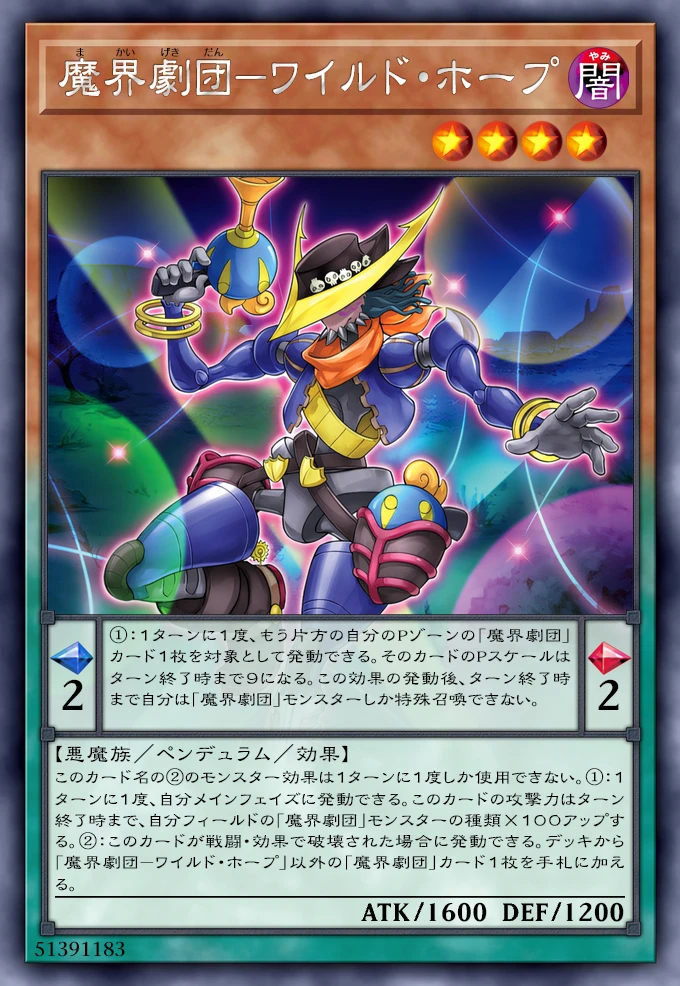 ま かい げき だん
魔界劇団－ワイルド・ホープ
やみ
闇
①：1ターンに1度、もう片方の自分のPゾーンの「魔界劇団」
カード1枚を対象として発動できる。そのカードのPスケールは
ターン終了時まで9になる。この効果の発動後、ターン終了時
まで自分は「魔界劇団」モンスターしか特殊召喚できない。
2
2
【悪魔族／ペンデュラム／効果】
このカード名の②のモンスター効果は1ターンに1度しか使用できない。①：1
ターンに1度、自分メインフェイズに発動できる。このカードの攻撃力はターン
終了時まで、自分フィールドの「魔界劇団」モンスターの種類×100アップす
る。②：このカードが戦闘・効果で破壊された場合に発動できる。デッキから
「魔界劇団－ワイルド・ホープ」以外の「魔界劇団」カード1枚を手札に加え
る。
ATK/1600 DEF/1200
51391183